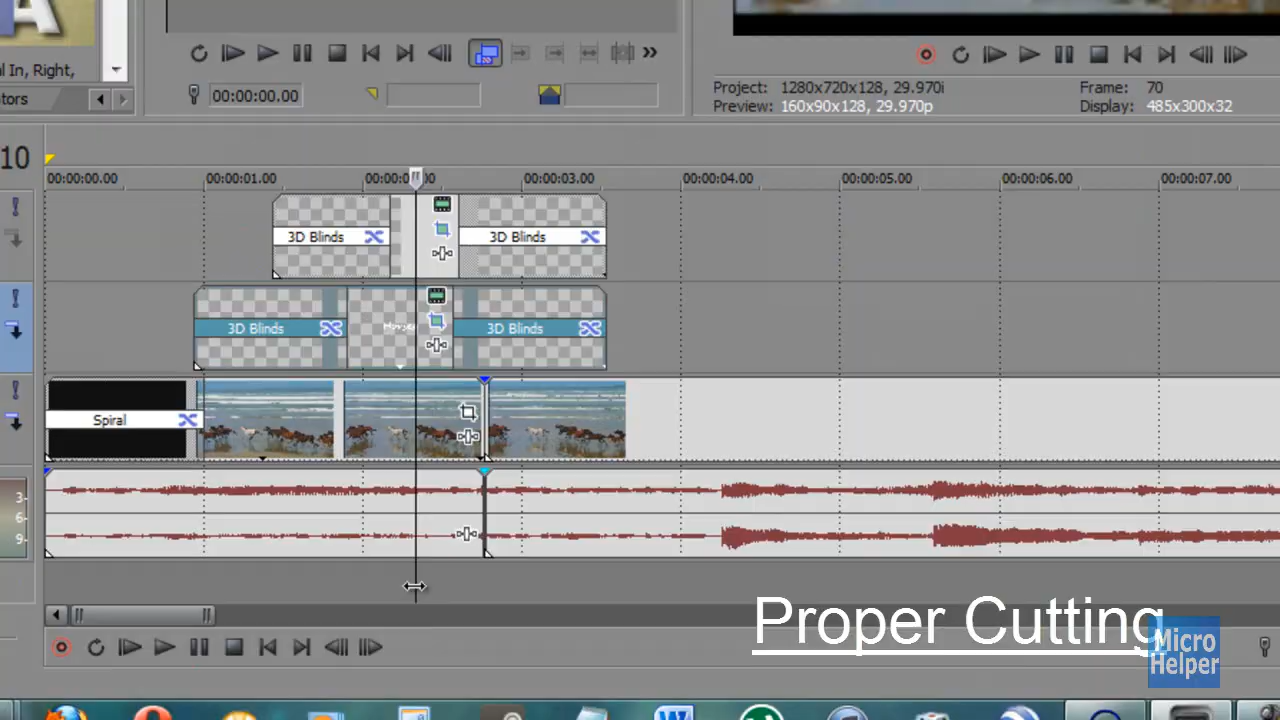 l In, Right,
tors
00:00:00.00
Project: 1280x720x128, 29.970i
Preview: 160x90x128, 29.970p
Frame: 70
Display: 485x300x32
10
00:00:00.00
00:00:01.00
00:00:03.00
00:00:04.00
00:00:05.00
00:00:06.00
00:00:07.00
3D Blinds
3D Blinds
3D Blinds
3D Blinds
Spiral
3-
6-
9-
Proper Cutting
Micro
Helper